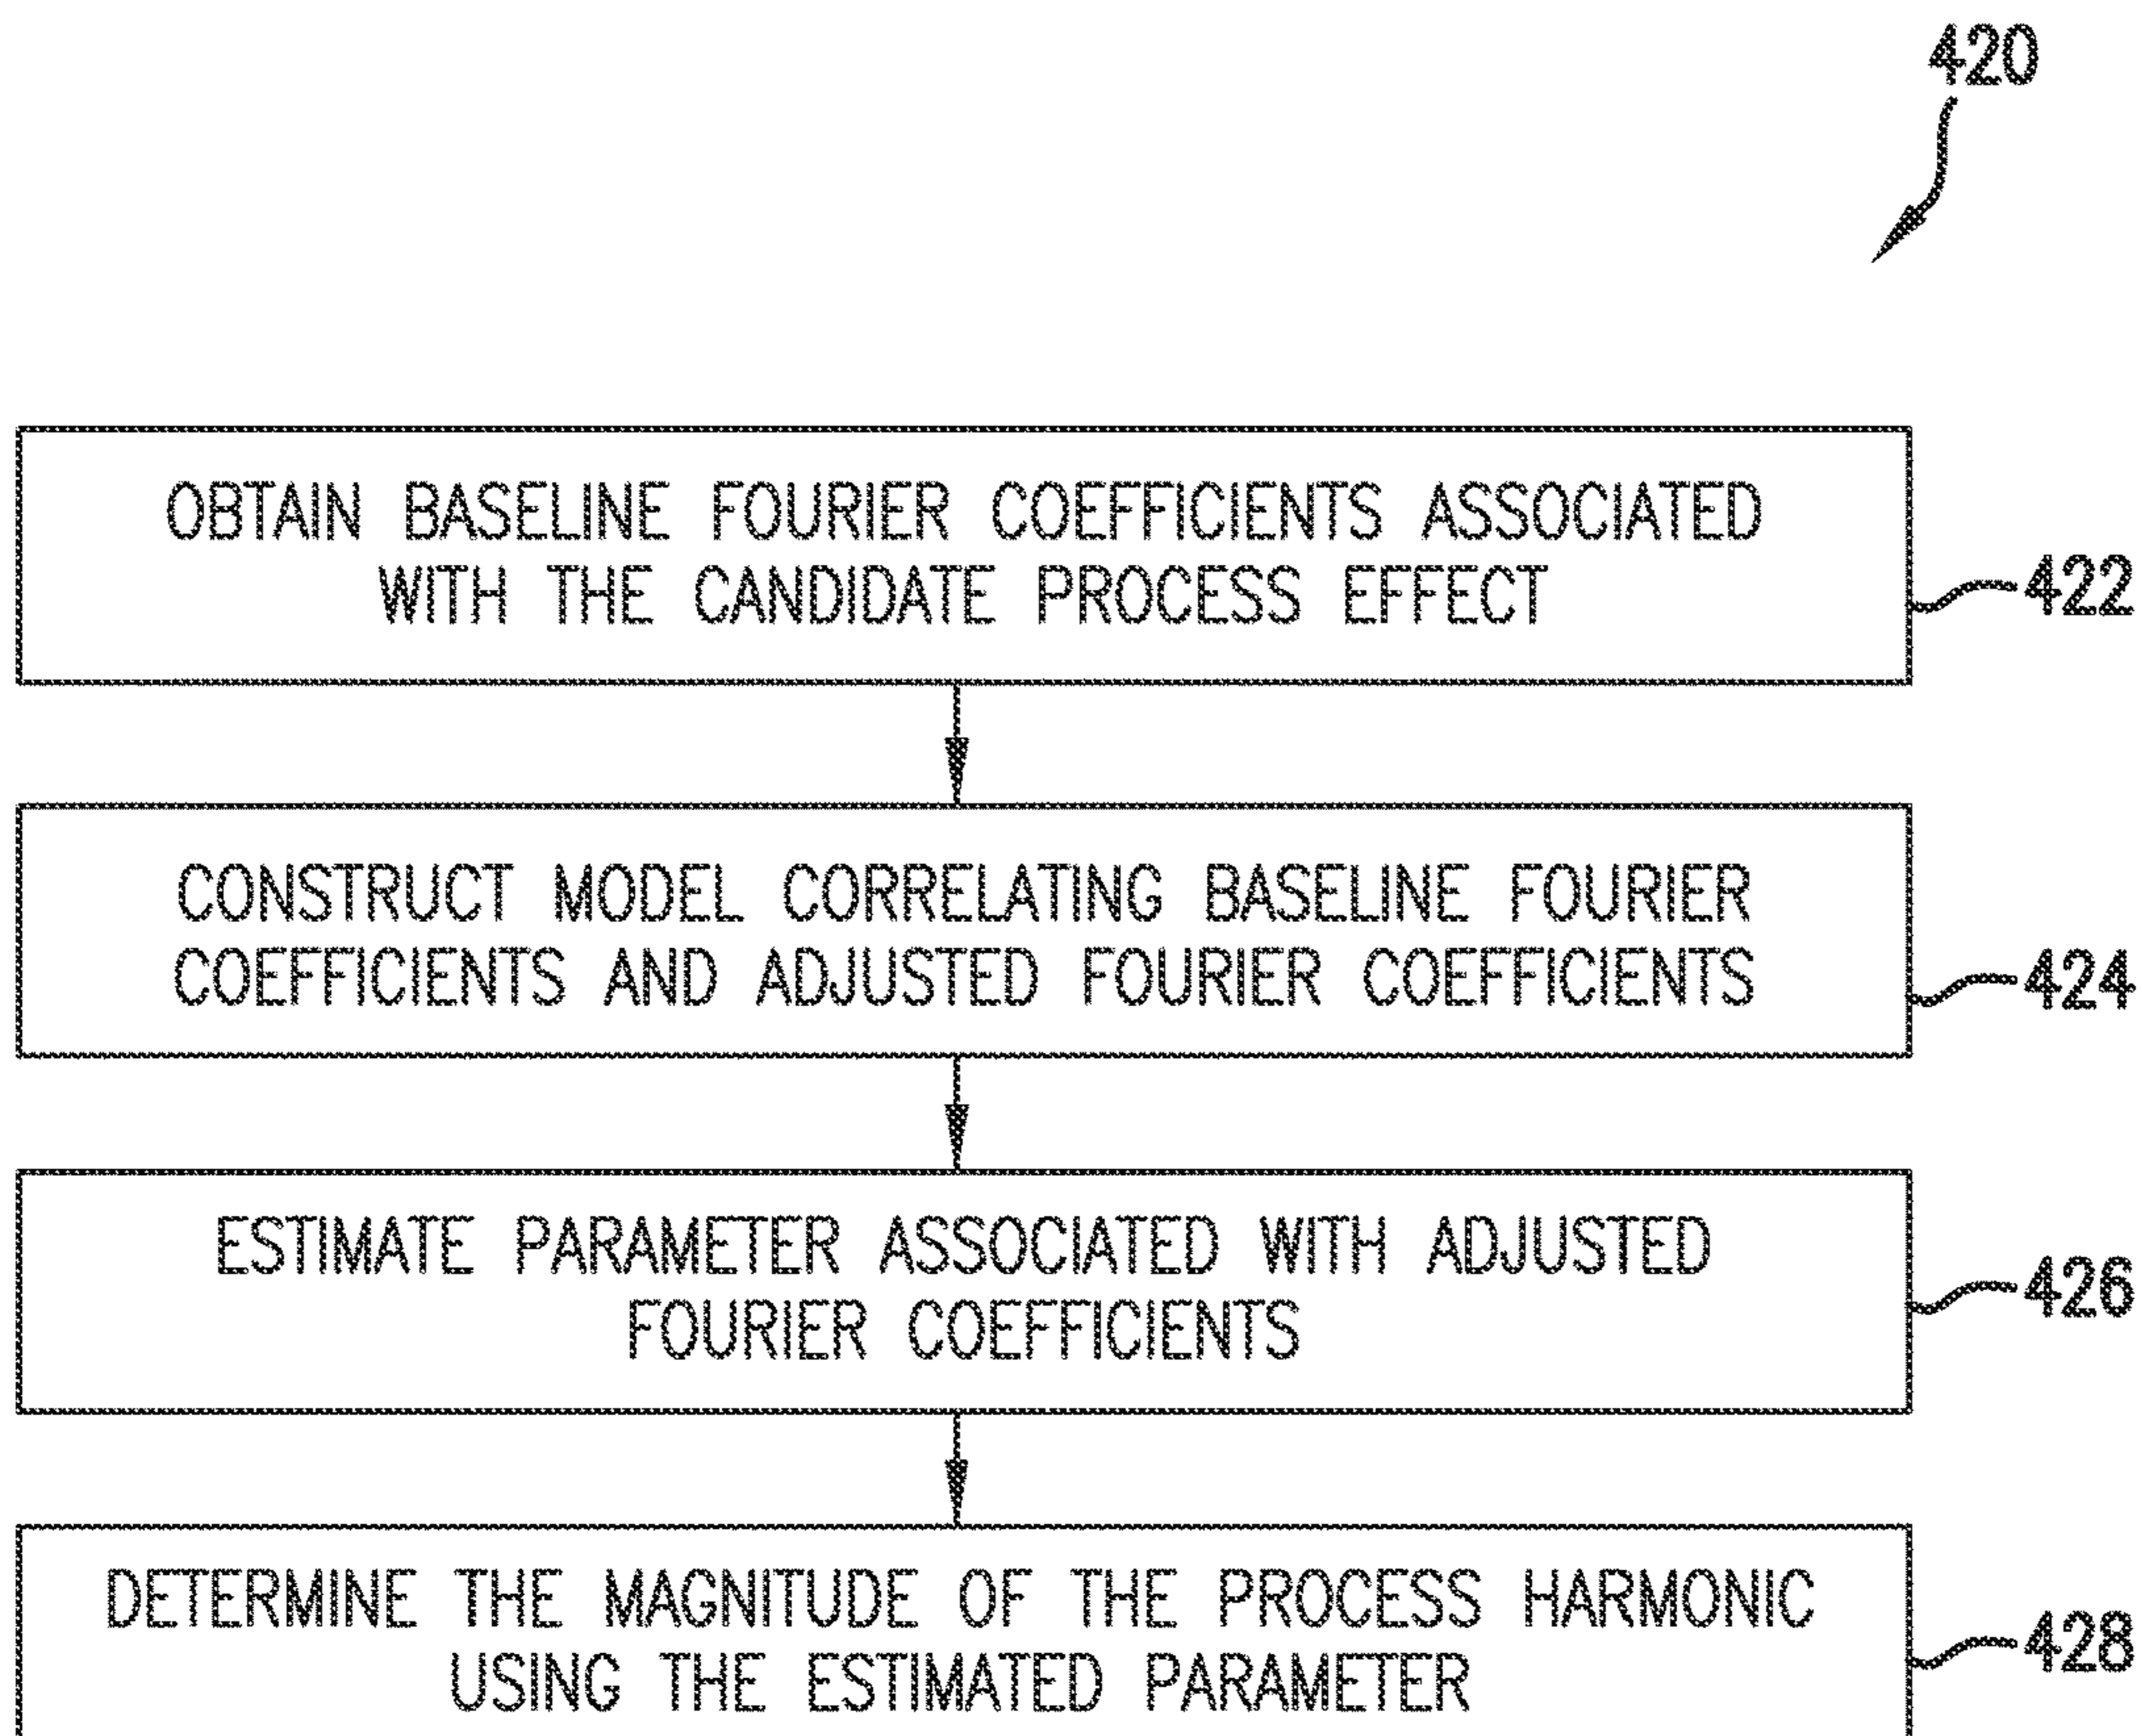 420
OBTAIN BASELINE FOURIER COEFFICIENTS ASSOCIATED
WITH THE CANDIDATE PROCESS EFFECT
422
CONSTRUCT MODEL CORRELATING BASELINE FOURIER
COEFFICIENTS AND ADJUSTED FOURIER COEFFICIENTS
424
ESTIMATE PARAMETER ASSOCIATED WITH ADJUSTED
FOURIER COEFFICIENTS
426
DETERMINE THE MAGNITUDE OF THE PROCESS HARMONIC
USING THE ESTIMATED PARAMETER
428